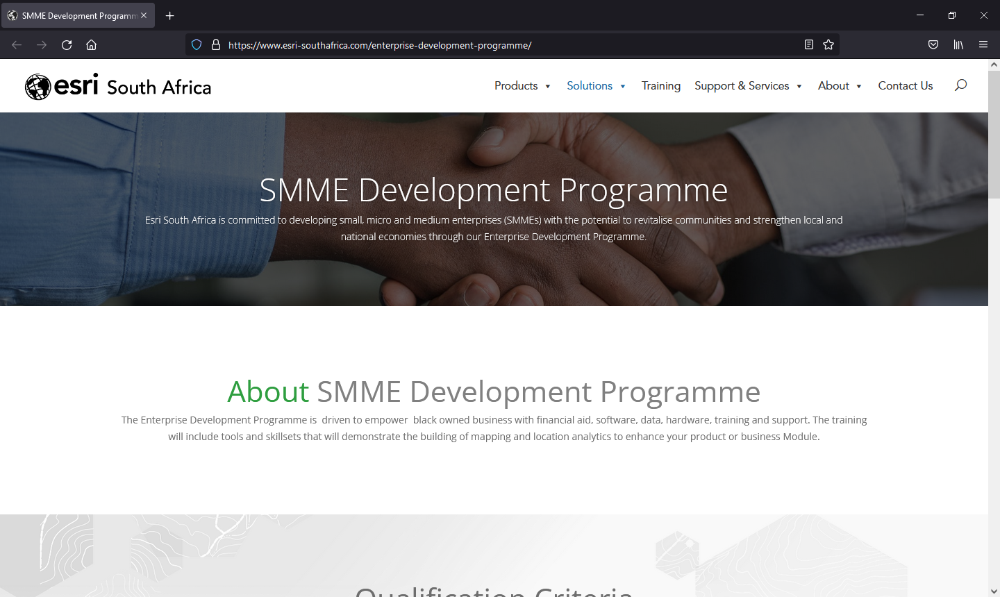 SMME Development Programm
https://www.esri-southafrica.com/enterprise-development-programme/
esri South Africa
Products
Solutions
Training
Support & Services
About
Contact Us
SMME Development Programme
Esri South Africa is committed to developing small, micro and medium enterprises (SMMEs) with the potential to revitalise communities and strengthen local and
national economies through our Enterprise Development Programme.
About SMME Development Programme
The Enterprise Development Programme is  driven to empower  black owned business with financial aid, software, data, hardware, training and support. The training
will include tools and skillsets that will demonstrate the building of mapping and location analytics to enhance your product or business Module.
Qualification Criteria